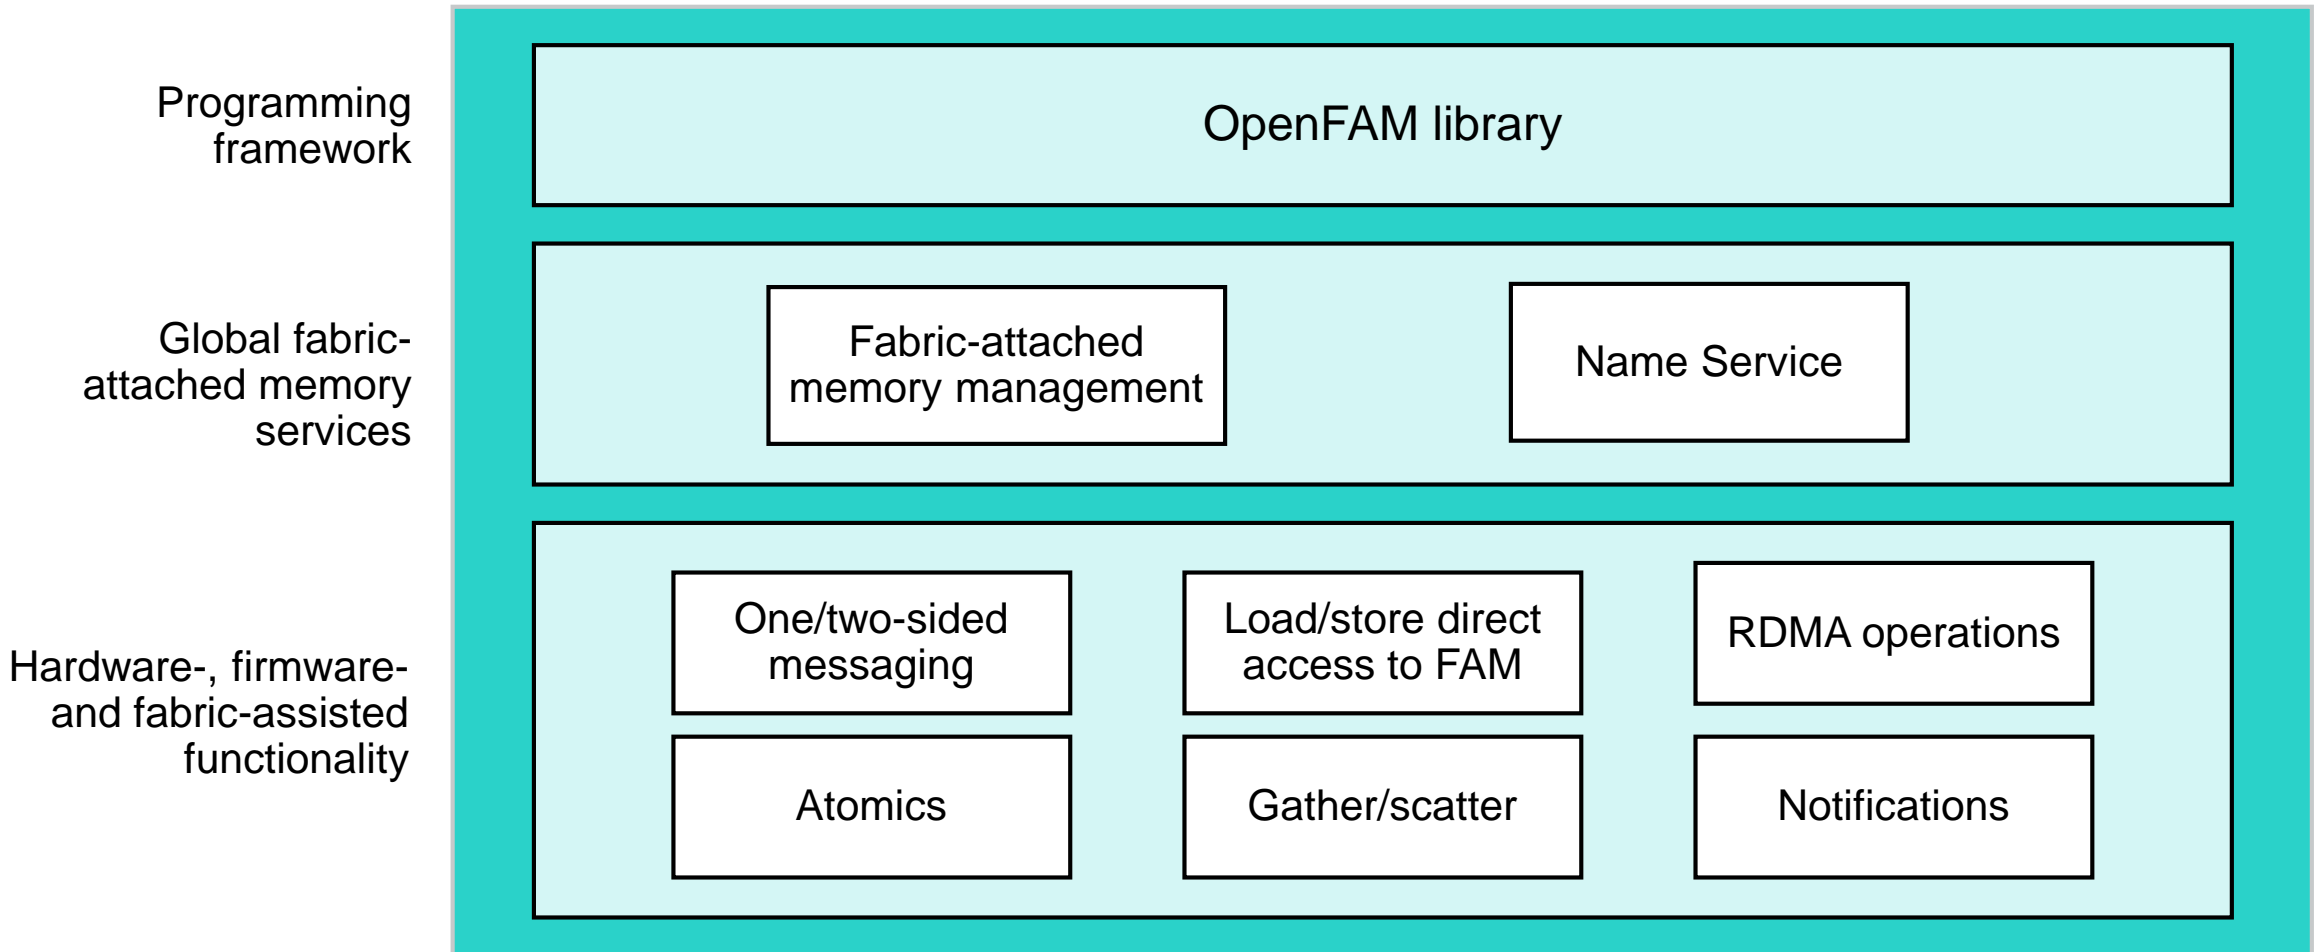 Programming
framework
OpenFAM library
Global fabric-
attached memory
services
Fabric-attached
memory management
Name Service
Hardware-, firmware-
and fabric-assisted
functionality
One/two-sided
messaging
Load/store direct
access to FAM
RDMA operations
Atomics
Gather/scatter
Notifications